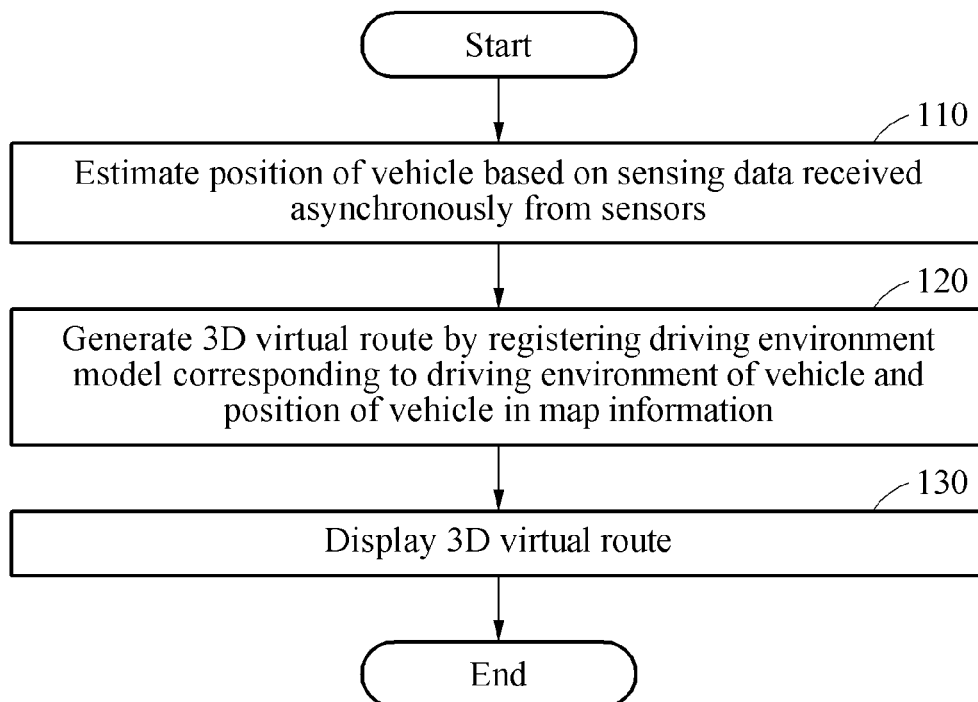 Start
110
Estimate position of vehicle based on sensing data received
asynchronously from sensors
120
Generate 3D virtual route by registering driving environment
model corresponding to driving environment of vehicle and
position of vehicle in map information
130
Display 3D virtual route
End